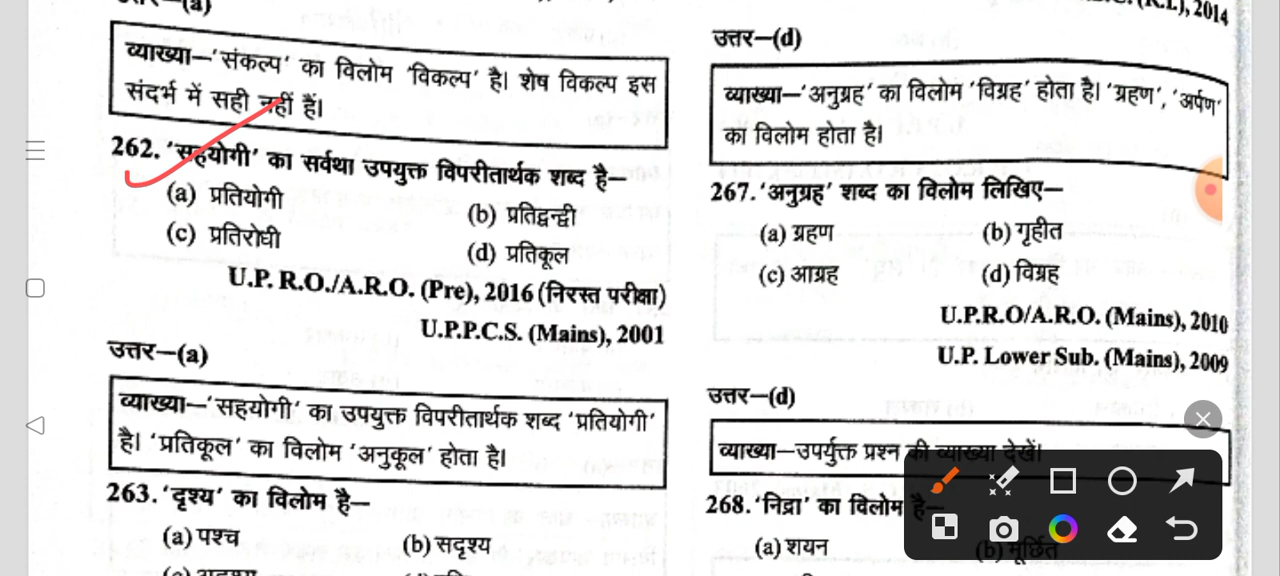 उत्तर–(a)
व्याख्या–‘संकल्प’ का विलोम ‘विकल्प’ है। शेष विकल्प इस
संदर्भ में सही नहीं हैं।
262. ‘सहयोगी’ का सर्वथा उपयुक्त विपरीतार्थक शब्द है–
(a) प्रतियोगी (b) प्रतिद्वन्द्वी
(c) प्रतिरोधी (d) प्रतिकूल
U.P. R.O./A.R.O. (Pre), 2016 (निरस्त परीक्षा)
U.P.P.C.S. (Mains), 2001
उत्तर–(a)
व्याख्या–‘सहयोगी’ का उपयुक्त विपरीतार्थक शब्द ‘प्रतियोगी’
है। ‘प्रतिकूल’ का विलोम ‘अनुकूल’ होता है।
263. ‘दृश्य’ का विलोम है–
(a) पश्च (b) सदृश्य
2014
उत्तर–(d)
व्याख्या–‘अनुग्रह’ का विलोम ‘विग्रह’ होता है। ‘ग्रहण’, ‘अर्पण’
का विलोम होता है।
267. ‘अनुग्रह’ शब्द का विलोम लिखिए–
(a) ग्रहण (b) गृहीत
(c) आग्रह (d) विग्रह
U.P.R.O/A.R.O. (Mains), 2010
U.P. Lower Sub. (Mains), 2009
उत्तर–(d)
व्याख्या–उपर्युक्त प्रश्न की व्याख्या देखें।
268. ‘निद्रा’ का विलोम है–
(a) शयन (b) मूर्छित